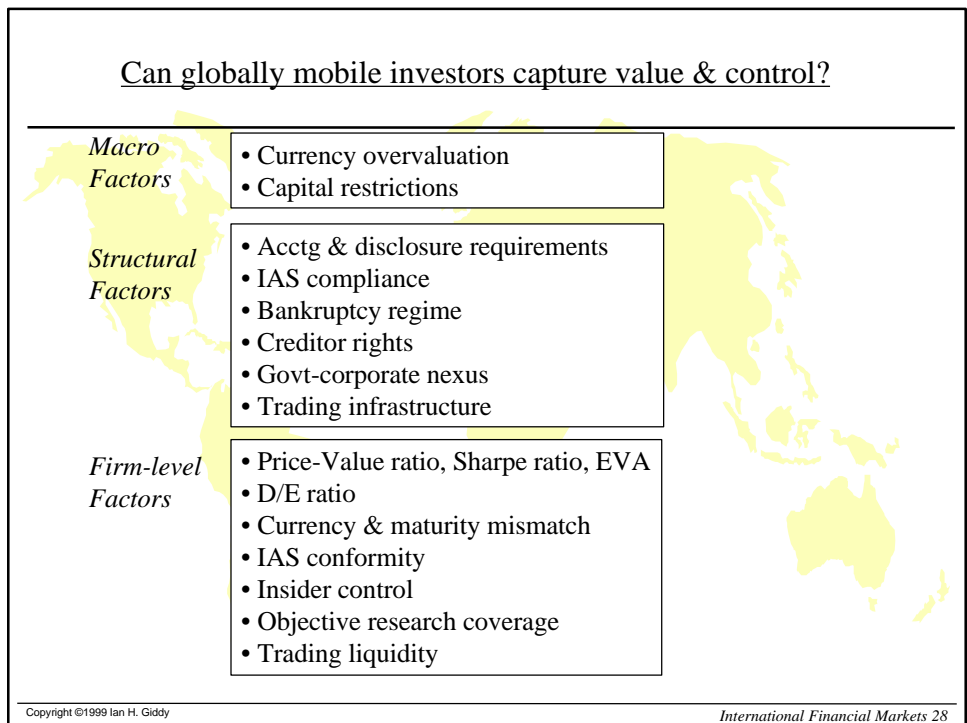 Can globally mobile investors capture value & control?
Macro
Factors
• Currency overvaluation
• Capital restrictions
Structural
Factors
• Acctg & disclosure requirements
• IAS compliance
• Bankruptcy regime
• Creditor rights
• Govt-corporate nexus
• Trading infrastructure
Firm-level
Factors
• Price-Value ratio, Sharpe ratio, EVA
• D/E ratio
• Currency & maturity mismatch
• IAS conformity
• Insider control
• Objective research coverage
• Trading liquidity
Copyright ©1999 Ian H. Giddy
International Financial Markets 28